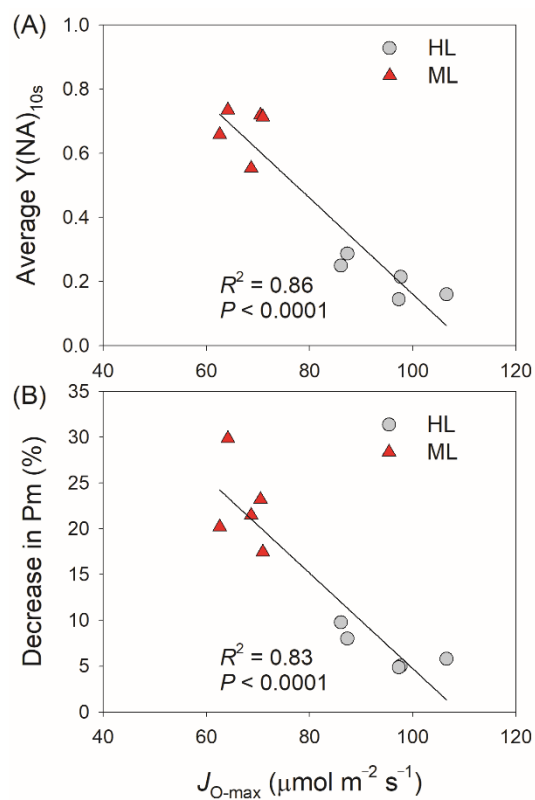 (A)
HL
ML
Average Y(NA)10s
1.0
0.8
0.6
0.4
0.2
0.0
R² = 0.86
P < 0.0001
40 60 80 100 120
(B)
HL
ML
Decrease in Pm (%)
35
30
25
20
15
10
5
0
R² = 0.83
P < 0.0001
40 60 80 100 120
JO-max (μmol m⁻² s⁻¹)